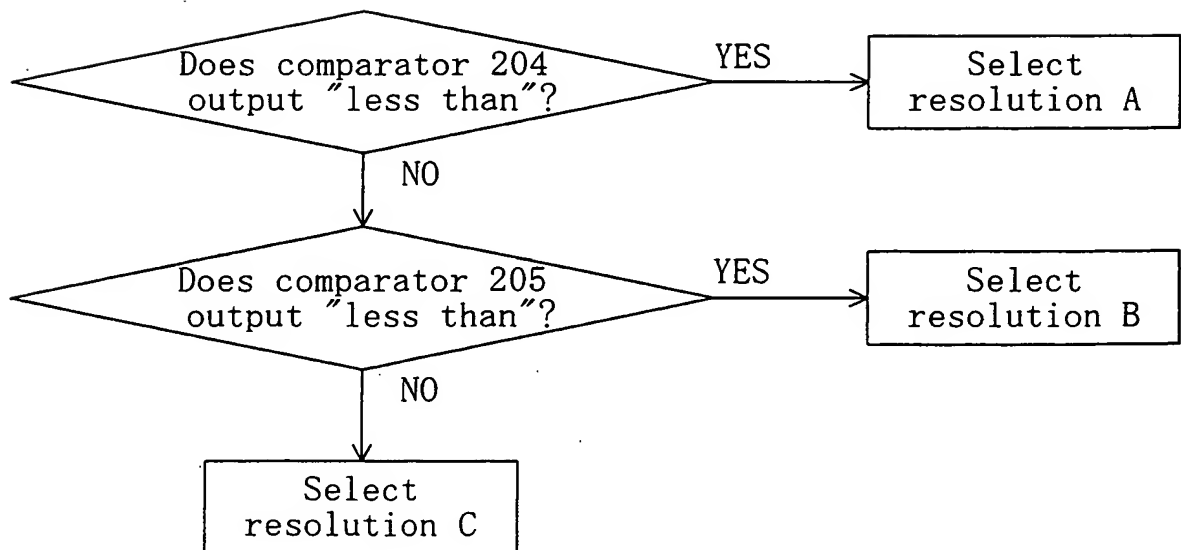 Does comparator 204
output "less than"?
YES
Select
resolution A
NO
Does comparator 205
output "less than"?
YES
Select
resolution B
NO
Select
resolution C